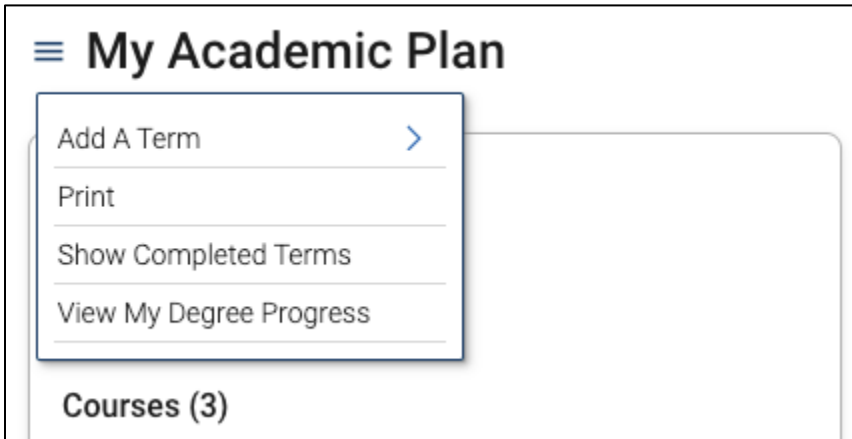 My Academic Plan
Add A Term
Print
Show Completed Terms
View My Degree Progress
Courses (3)